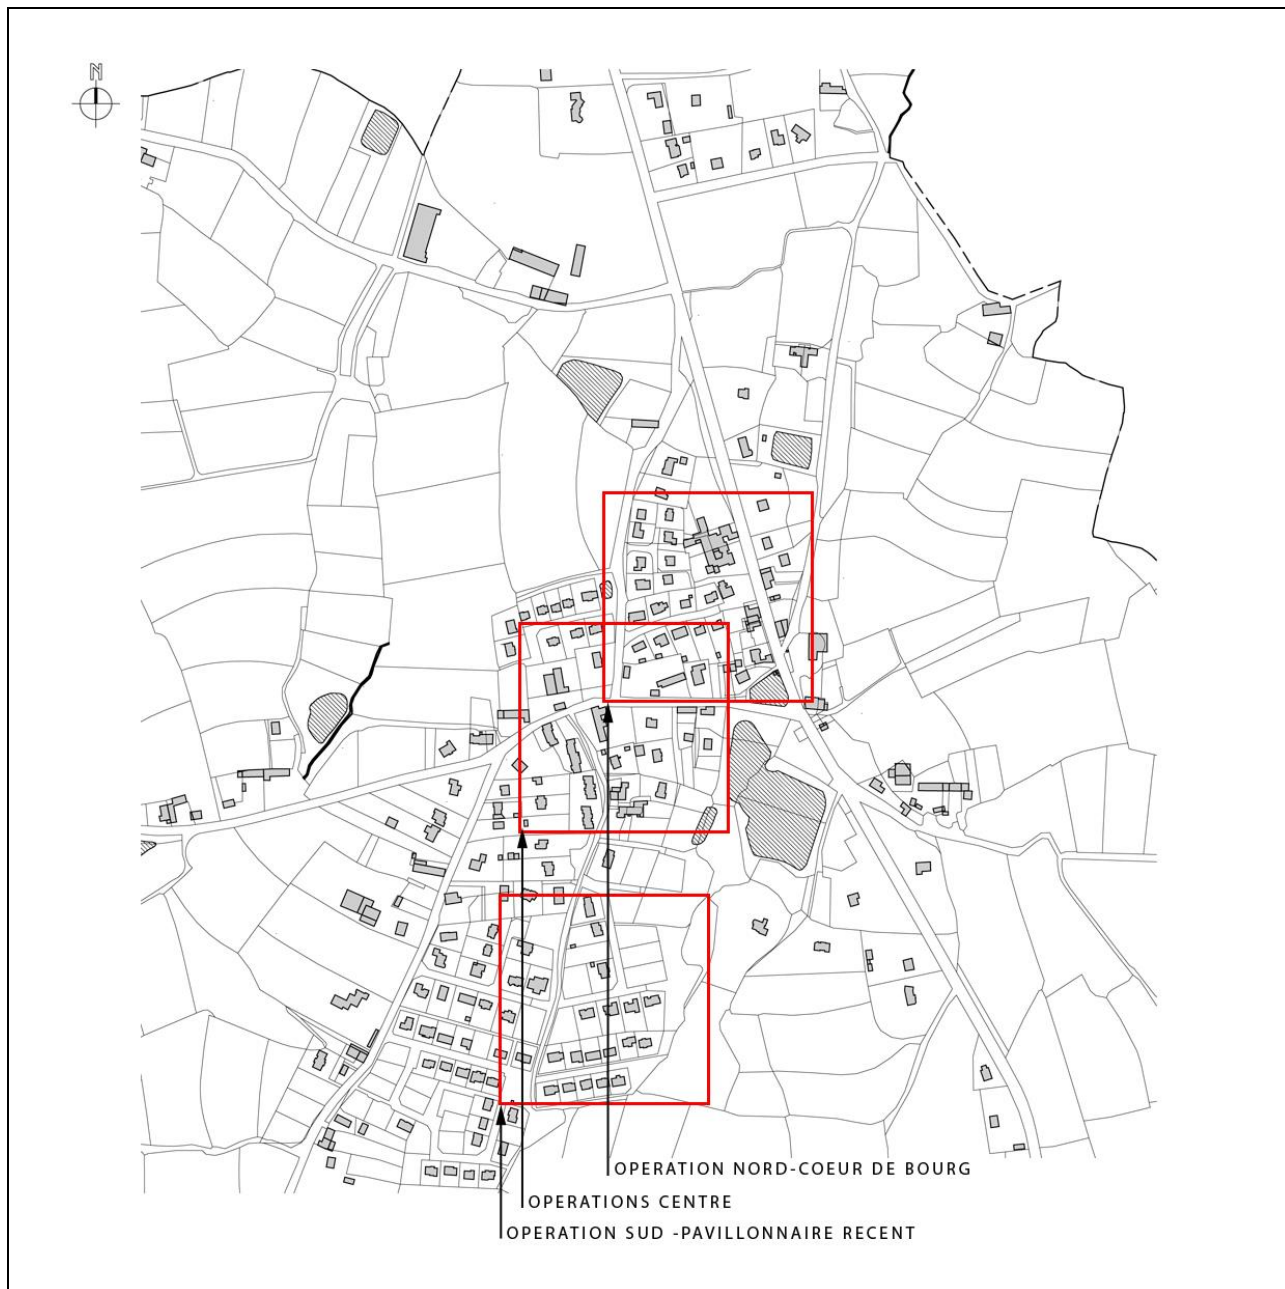 N
OPERATION NORD-COEUR DE BOURG
OPERATIONS CENTRE
OPERATION SUD -PAVILLONNAIRE RECENT